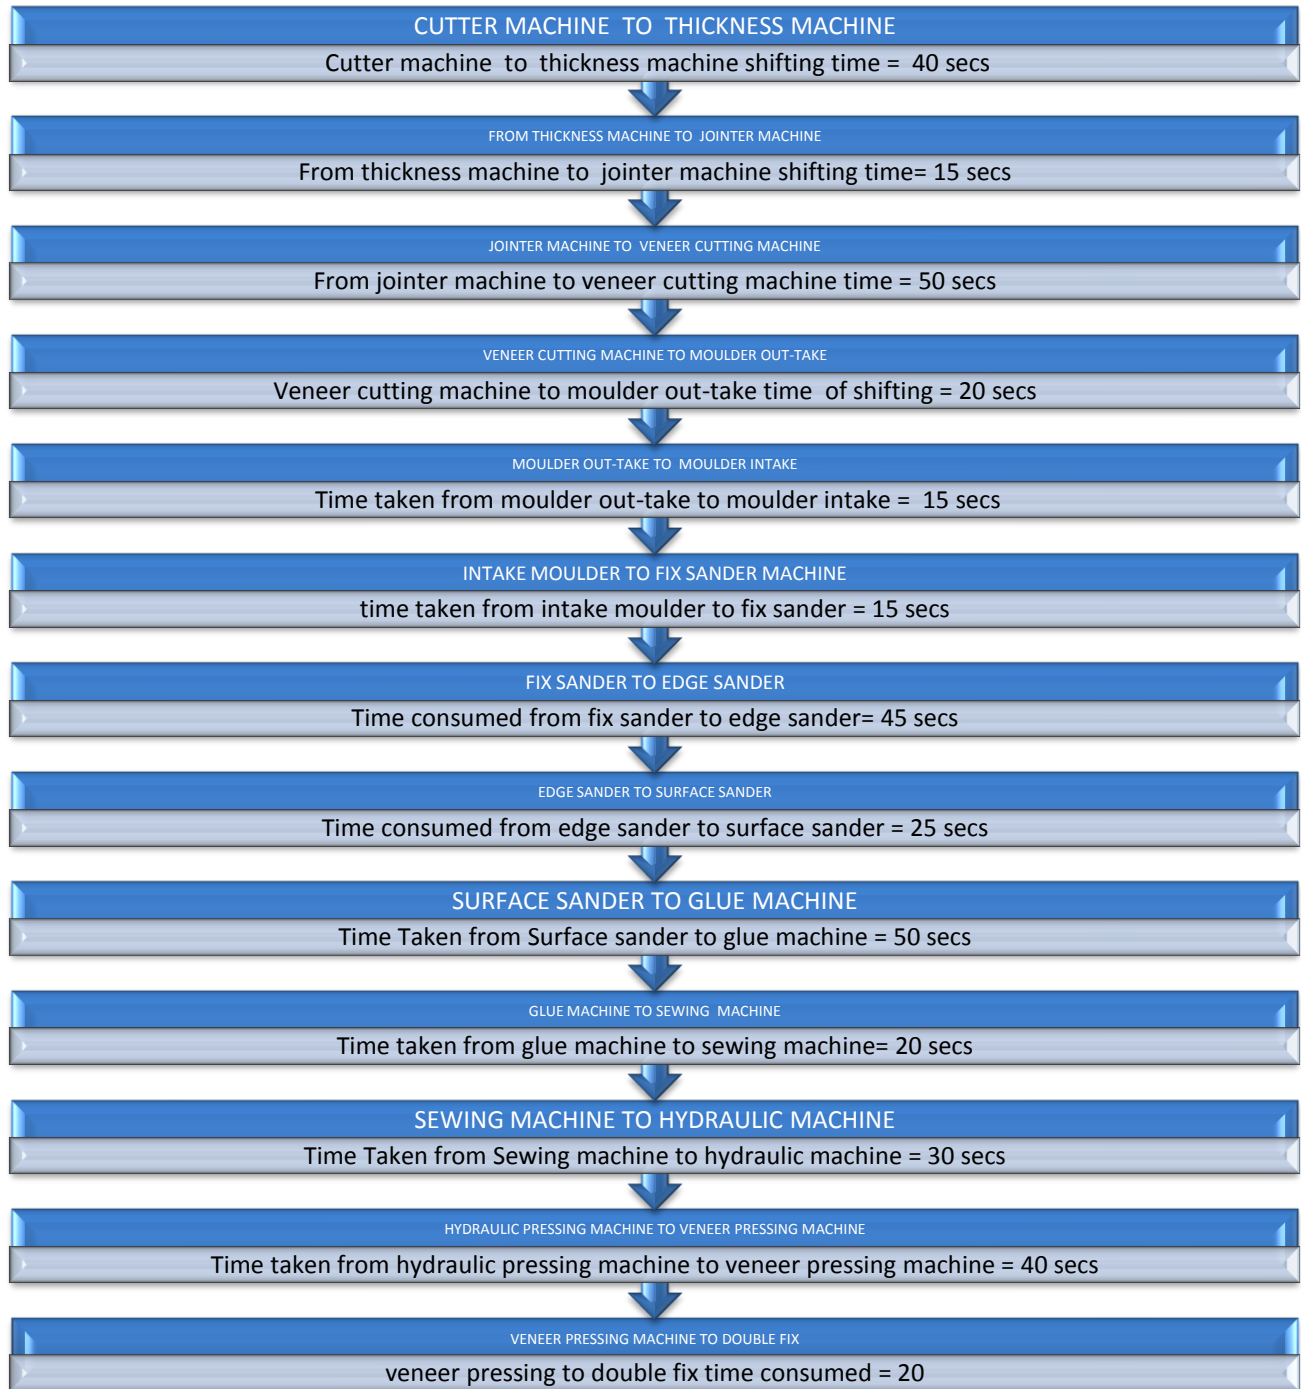 CUTTER MACHINE TO THICKNESS MACHINE
Cutter machine to thickness machine shifting time = 40 secs
FROM THICKNESS MACHINE TO JOINTER MACHINE
From thickness machine to jointer machine shifting time= 15 secs
JOINTER MACHINE TO VENEER CUTTING MACHINE
From jointer machine to veneer cutting machine time = 50 secs
VENEER CUTTING MACHINE TO MOULDER OUT-TAKE
Veneer cutting machine to moulder out-take time of shifting = 20 secs
MOULDER OUT-TAKE TO MOULDER INTAKE
Time taken from moulder out-take to moulder intake = 15 secs
INTAKE MOULDER TO FIX SANDER MACHINE
time taken from intake moulder to fix sander = 15 secs
FIX SANDER TO EDGE SANDER
Time consumed from fix sander to edge sander= 45 secs
EDGE SANDER TO SURFACE SANDER
Time consumed from edge sander to surface sander = 25 secs
SURFACE SANDER TO GLUE MACHINE
Time Taken from Surface sander to glue machine = 50 secs
GLUE MACHINE TO SEWING MACHINE
Time taken from glue machine to sewing machine= 20 secs
SEWING MACHINE TO HYDRAULIC MACHINE
Time Taken from Sewing machine to hydraulic machine = 30 secs
HYDRAULIC PRESSING MACHINE TO VENEER PRESSING MACHINE
Time taken from hydraulic pressing machine to veneer pressing machine = 40 secs
VENEER PRESSING MACHINE TO DOUBLE FIX
veneer pressing to double fix time consumed = 20